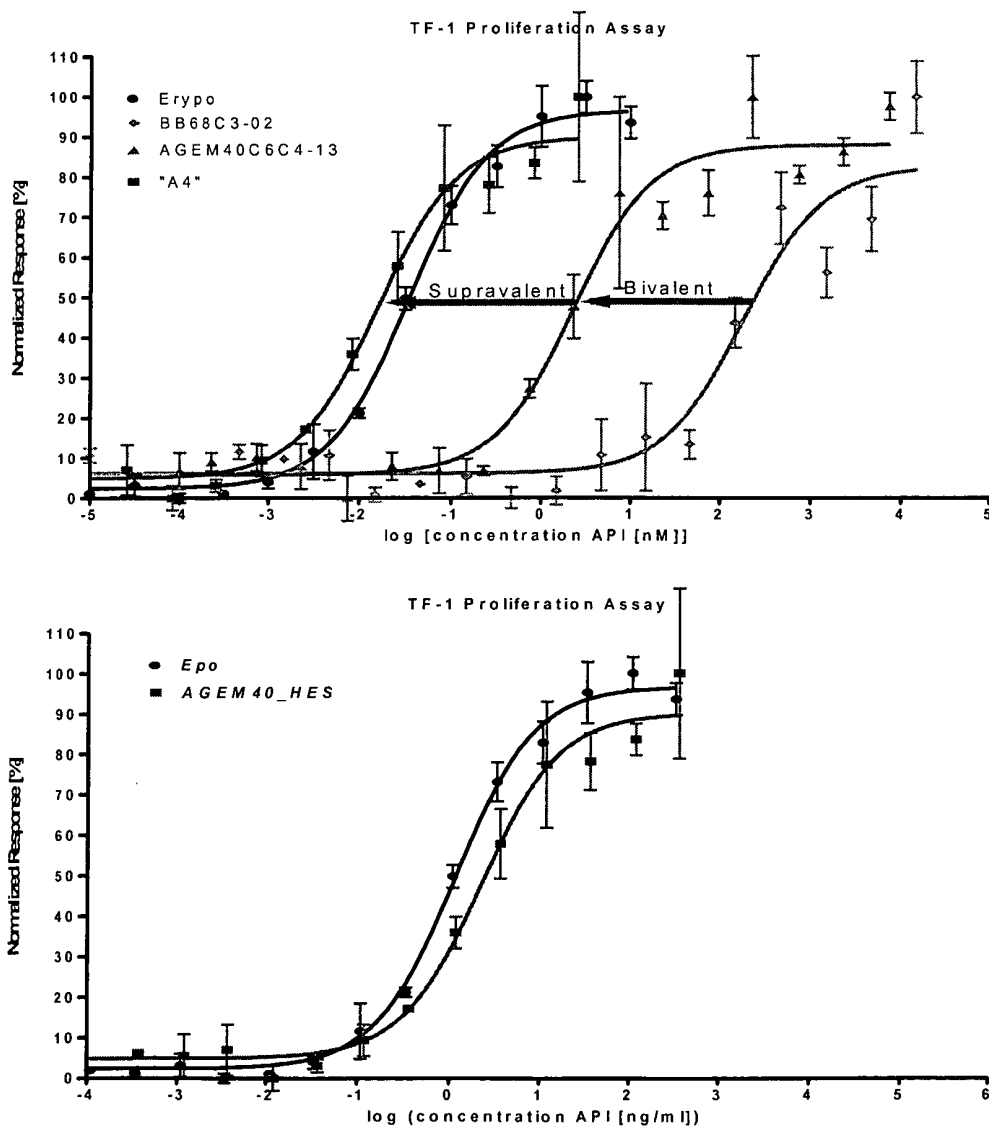 TF-1 Proliferation Assay
Normalized Response [%]
110
100
90
80
70
60
50
40
30
20
10
0
Erypo
BB68C3-02
AGEM40C6C4-13
"A4"
Supravalent
Bivalent
-5 -4 -3 -2 -1 0 1 2 3 4 5
log [concentration API [nM]]
TF-1 Proliferation Assay
Normalized Response [%]
110
100
90
80
70
60
50
40
30
20
10
0
Epo
AGEM40_HES
-4 -3 -2 -1 0 1 2 3 4 5 6
log (concentration API [ng/ml])